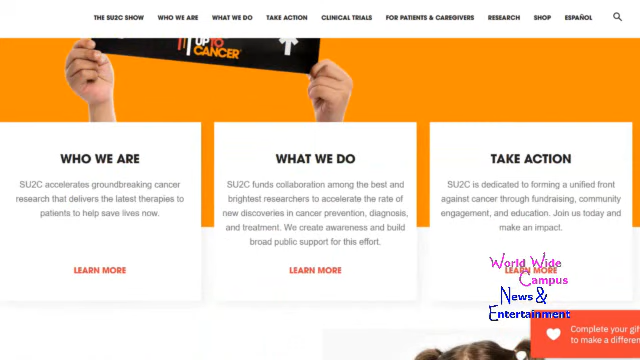 THE SU2C SHOW WHO WE ARE WHAT WE DO TAKE ACTION CLINICAL TRIALS FOR PATIENTS & CAREGIVERS RESEARCH SHOP ESPAÑOL
UP TO
CANCER
WHO WE ARE
SU2C accelerates groundbreaking cancer
research that delivers the latest therapies to
patients to help save lives now.
LEARN MORE
WHAT WE DO
SU2C funds collaboration among the best and
brightest researchers to accelerate the rate of
new discoveries in cancer prevention, diagnosis,
and treatment. We create awareness and build
broad public support for this effort.
LEARN MORE
TAKE ACTION
SU2C is dedicated to forming a unified front
against cancer through fundraising, community
engagement, and education. Join us today and
make an impact.
LEARN MORE
World Wide
Campus
News &
Entertainment
Complete your gif
to make a differen